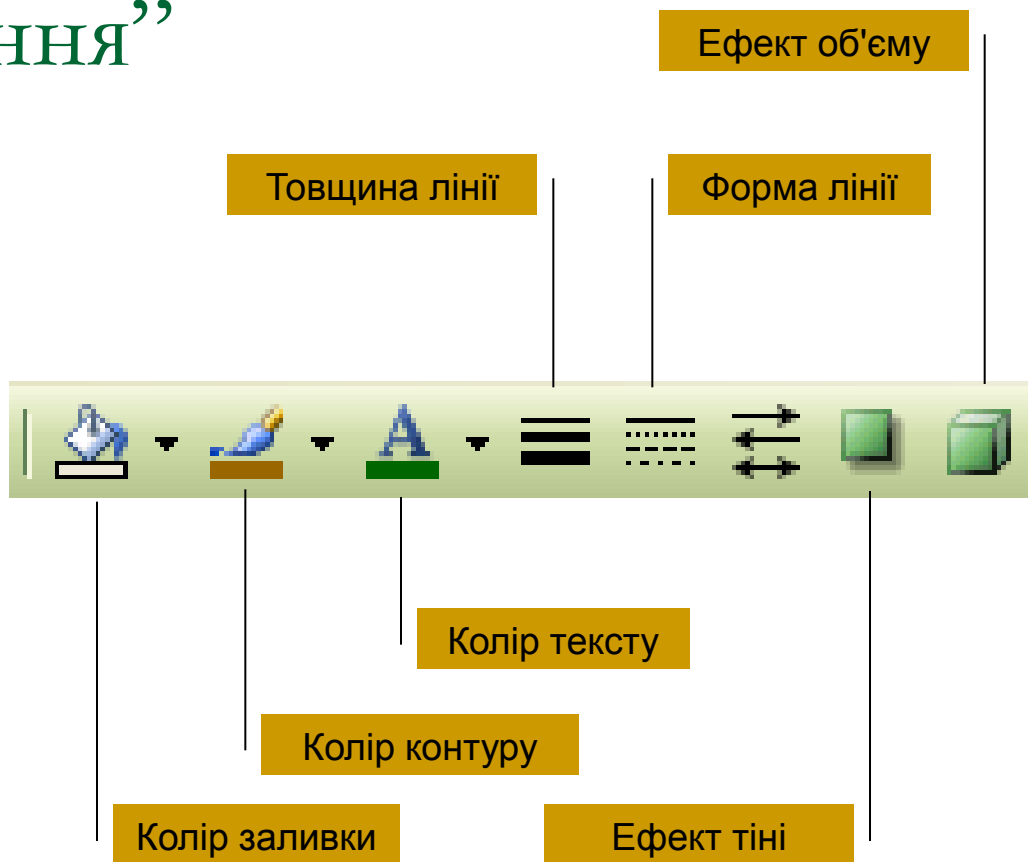 ння”
Ефект об'єму
Товщина лінії
Форма лінії
Колір тексту
Колір контуру
Колір заливки
Ефект тіні